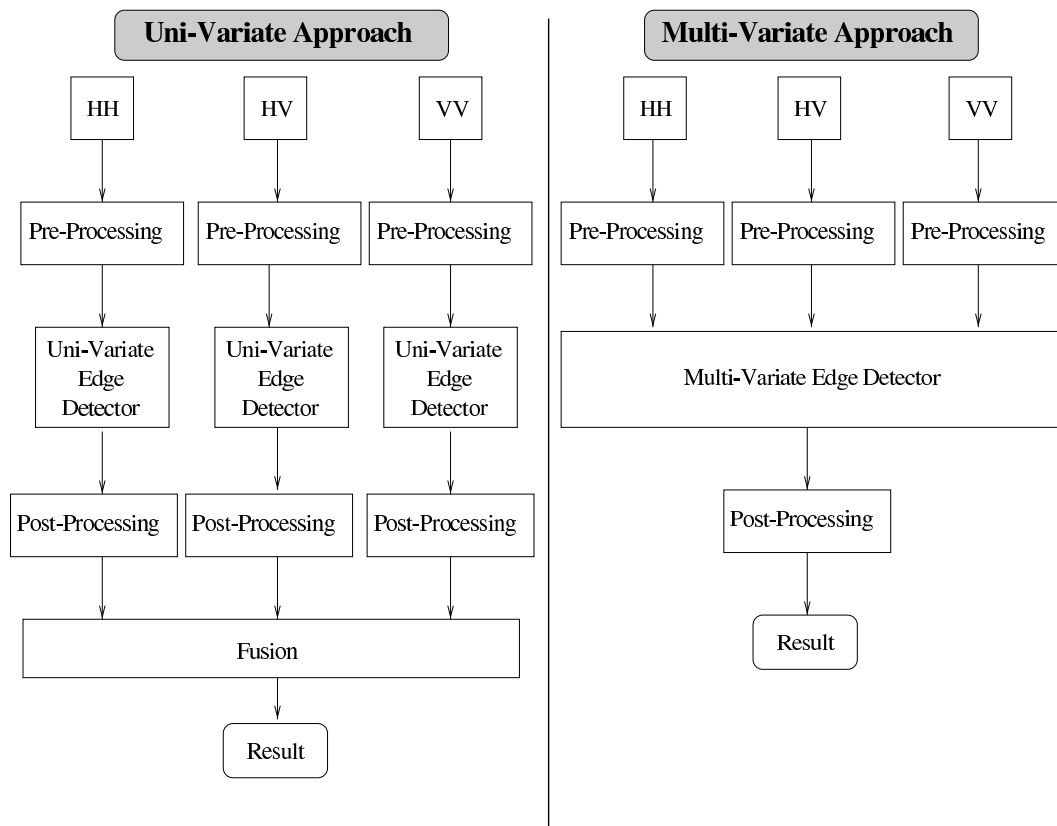 Uni-Variate Approach
HH
HV
VV
Pre-Processing
Pre-Processing
Pre-Processing
Uni-Variate
Edge
Detector
Uni-Variate
Edge
Detector
Uni-Variate
Edge
Detector
Post-Processing
Post-Processing
Post-Processing
Fusion
Result
Multi-Variate Approach
HH
HV
VV
Pre-Processing
Pre-Processing
Pre-Processing
Multi-Variate Edge Detector
Post-Processing
Result